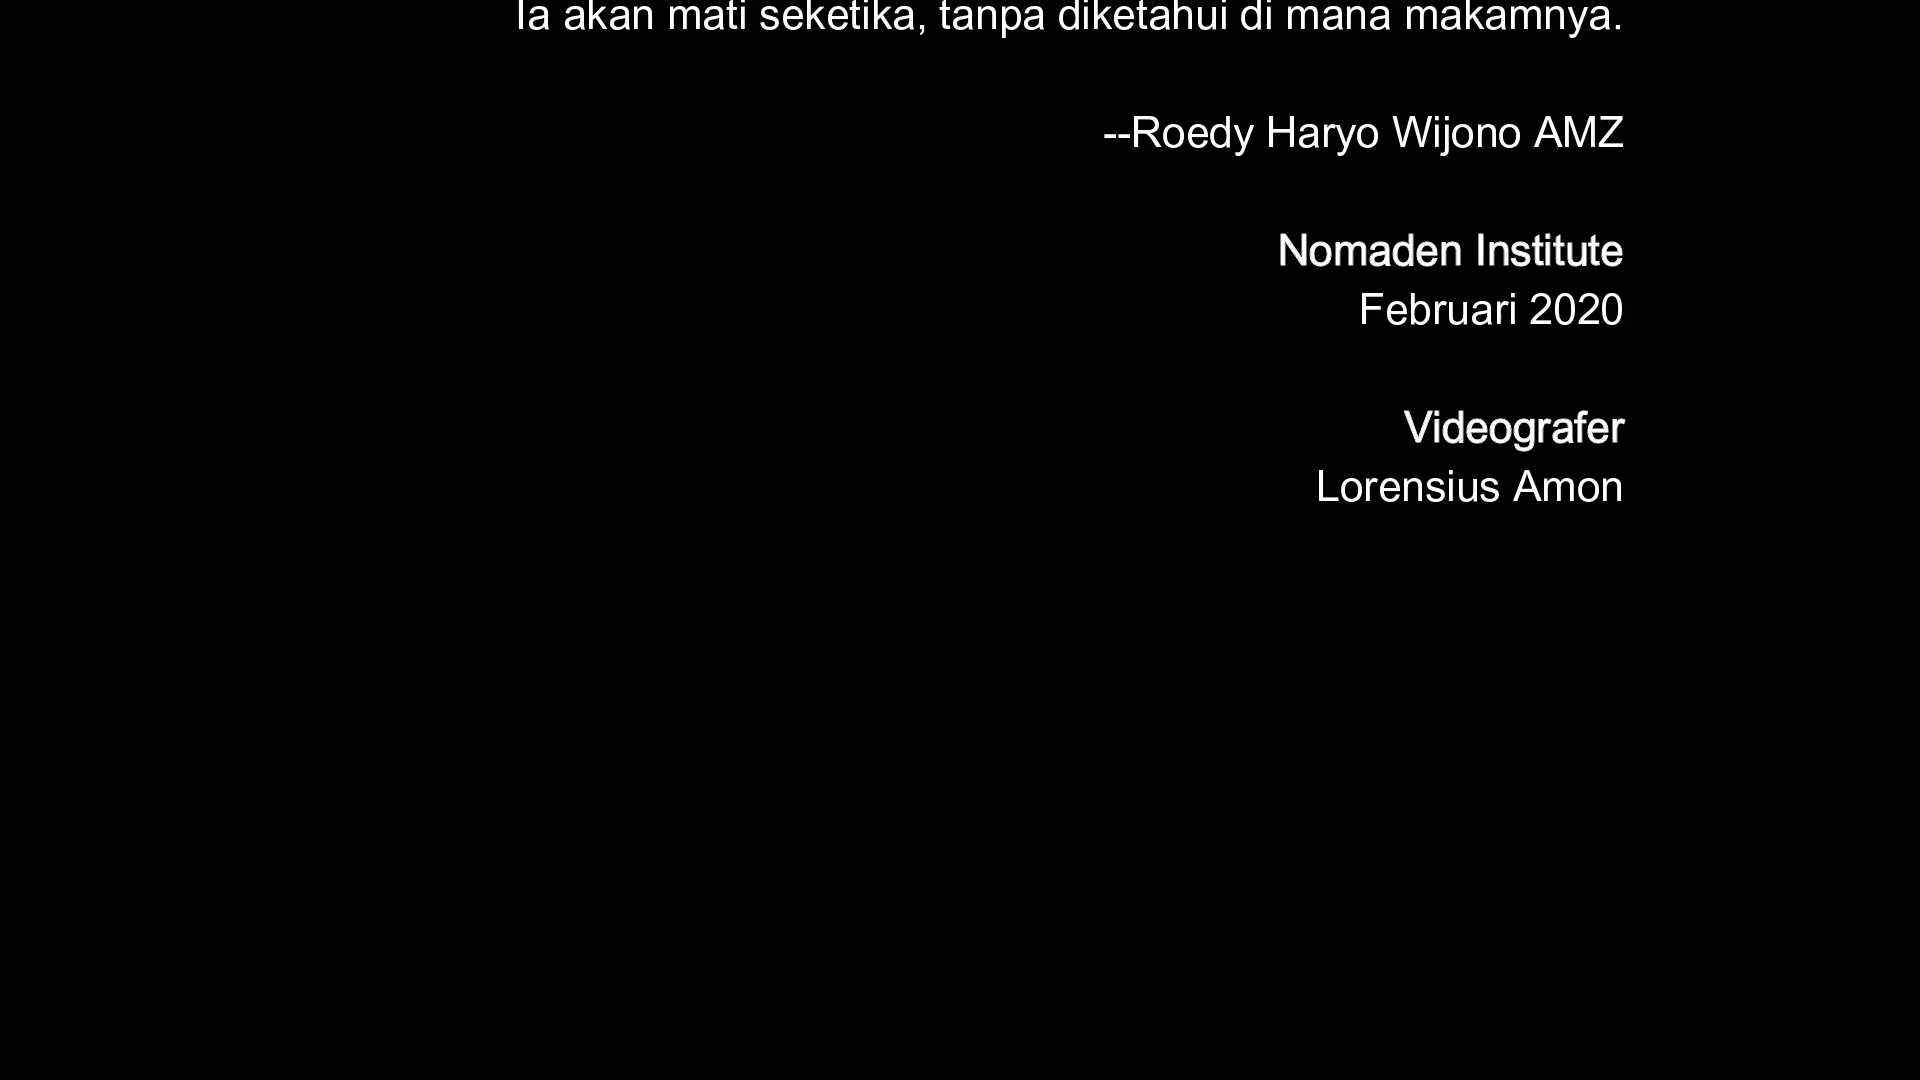 Ia akan mati seketika, tanpa diketahui di mana makamnya.
--Roedy Haryo Wijono AMZ
Nomaden Institute
Februari 2020
Videografer
Lorensius Amon